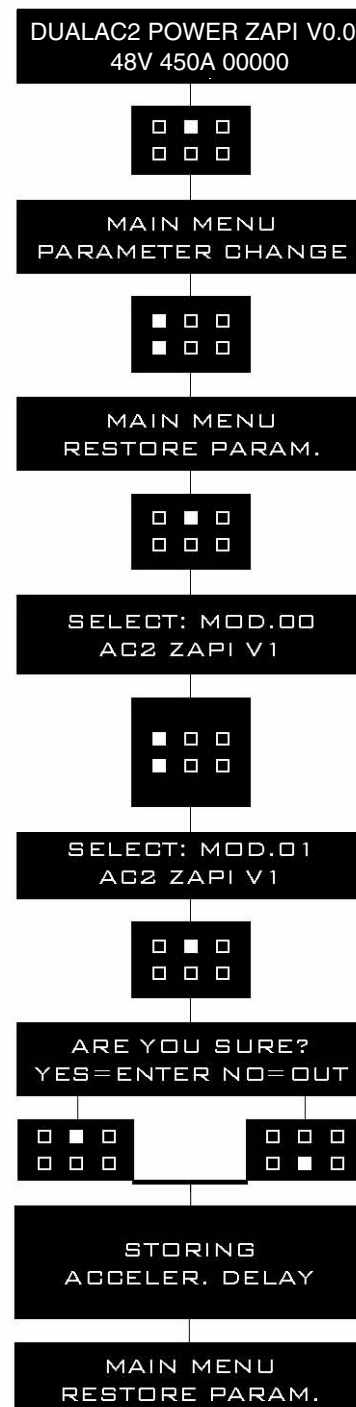 DUALAC2 POWER ZAPI V0.0
48V 450A 00000
MAIN MENU
PARAMETER CHANGE
MAIN MENU
RESTORE PARAM.
SELECT: MOD.00
AC2 ZAPI V1
SELECT: MOD.01
AC2 ZAPI V1
ARE YOU SURE?
YES=ENTER NO=OUT
STORING
ACCELER. DELAY
MAIN MENU
RESTORE PARAM.